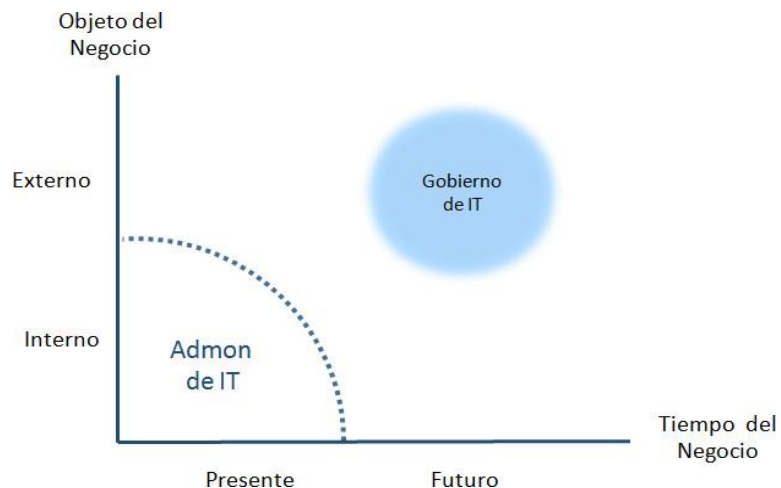 Objeto del
Negocio
Externo
Gobierno
de IT
Interno
Admon
de IT
Tiempo del
Negocio
Presente
Futuro